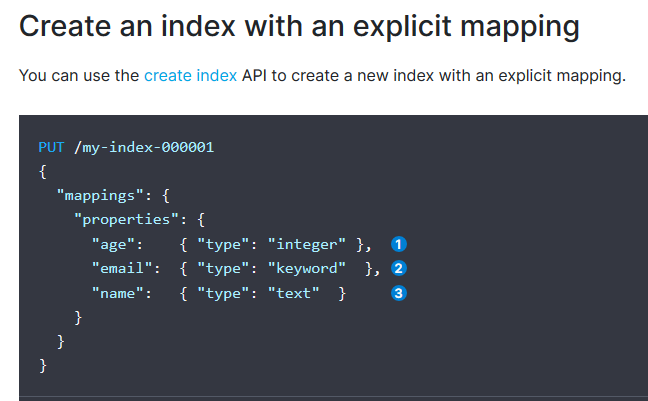 Create an index with an explicit mapping
You can use the create index API to create a new index with an explicit mapping.
PUT /my-index-000001
{
  "mappings": {
    "properties": {
      "age":    { "type": "integer" },  1
      "email":  { "type": "keyword"  }, 2
      "name":   { "type": "text"  }     3
    }
  }
}